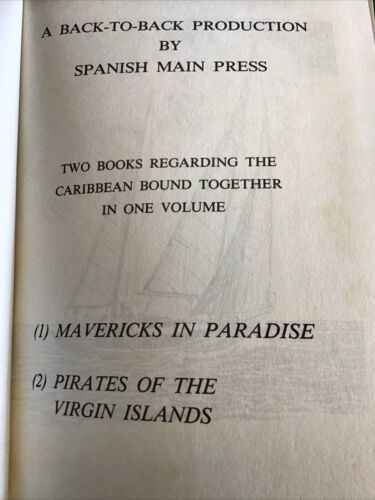 A BACK-TO-BACK PRODUCTION
BY
SPANISH MAIN PRESS
TWO BOOKS REGARDING THE
CARIBBEAN BOUND TOGETHER
IN ONE VOLUME
(1) MAVERICKS IN PARADISE
(2) PIRATES OF THE
VIRGIN ISLANDS